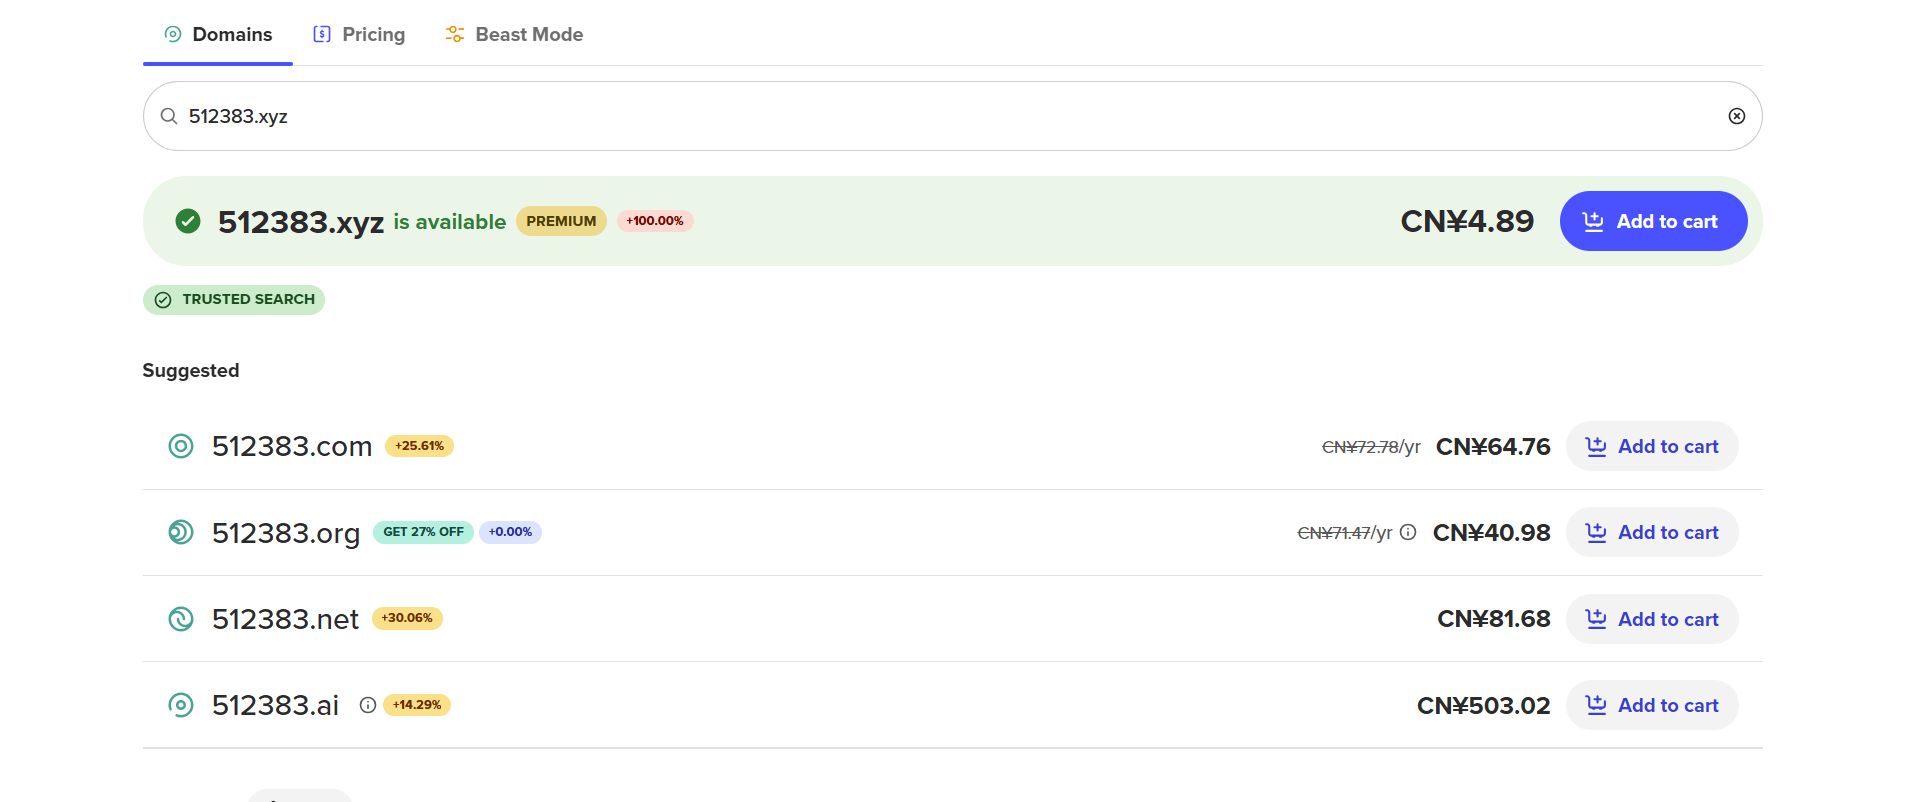 Domains Pricing Beast Mode
512383.xyz
512383.xyz is available PREMIUM +100.00% CN¥4.89 Add to cart
TRUSTED SEARCH
Suggested
512383.com +25.61% CN¥72.78/yr CN¥64.76 Add to cart
512383.org GET 27% OFF +0.00% CN¥71.47/yr CN¥40.98 Add to cart
512383.net +30.06% CN¥81.68 Add to cart
512383.ai +14.29% CN¥503.02 Add to cart